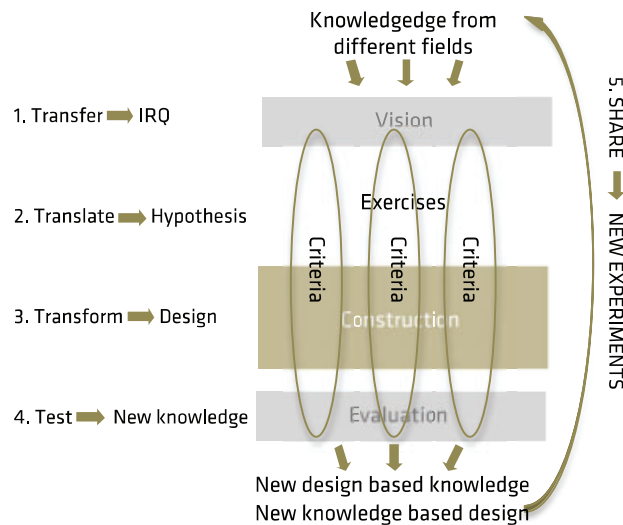 Knowledgedge from
different fields
1. Transfer IRQ
Vision
2. Translate Hypothesis
Exercises
Criteria
Criteria
Criteria
3. Transform Design
Construction
4. Test New knowledge
Evaluation
New design based knowledge
New knowledge based design
5. SHARE NEW EXPERIMENTS